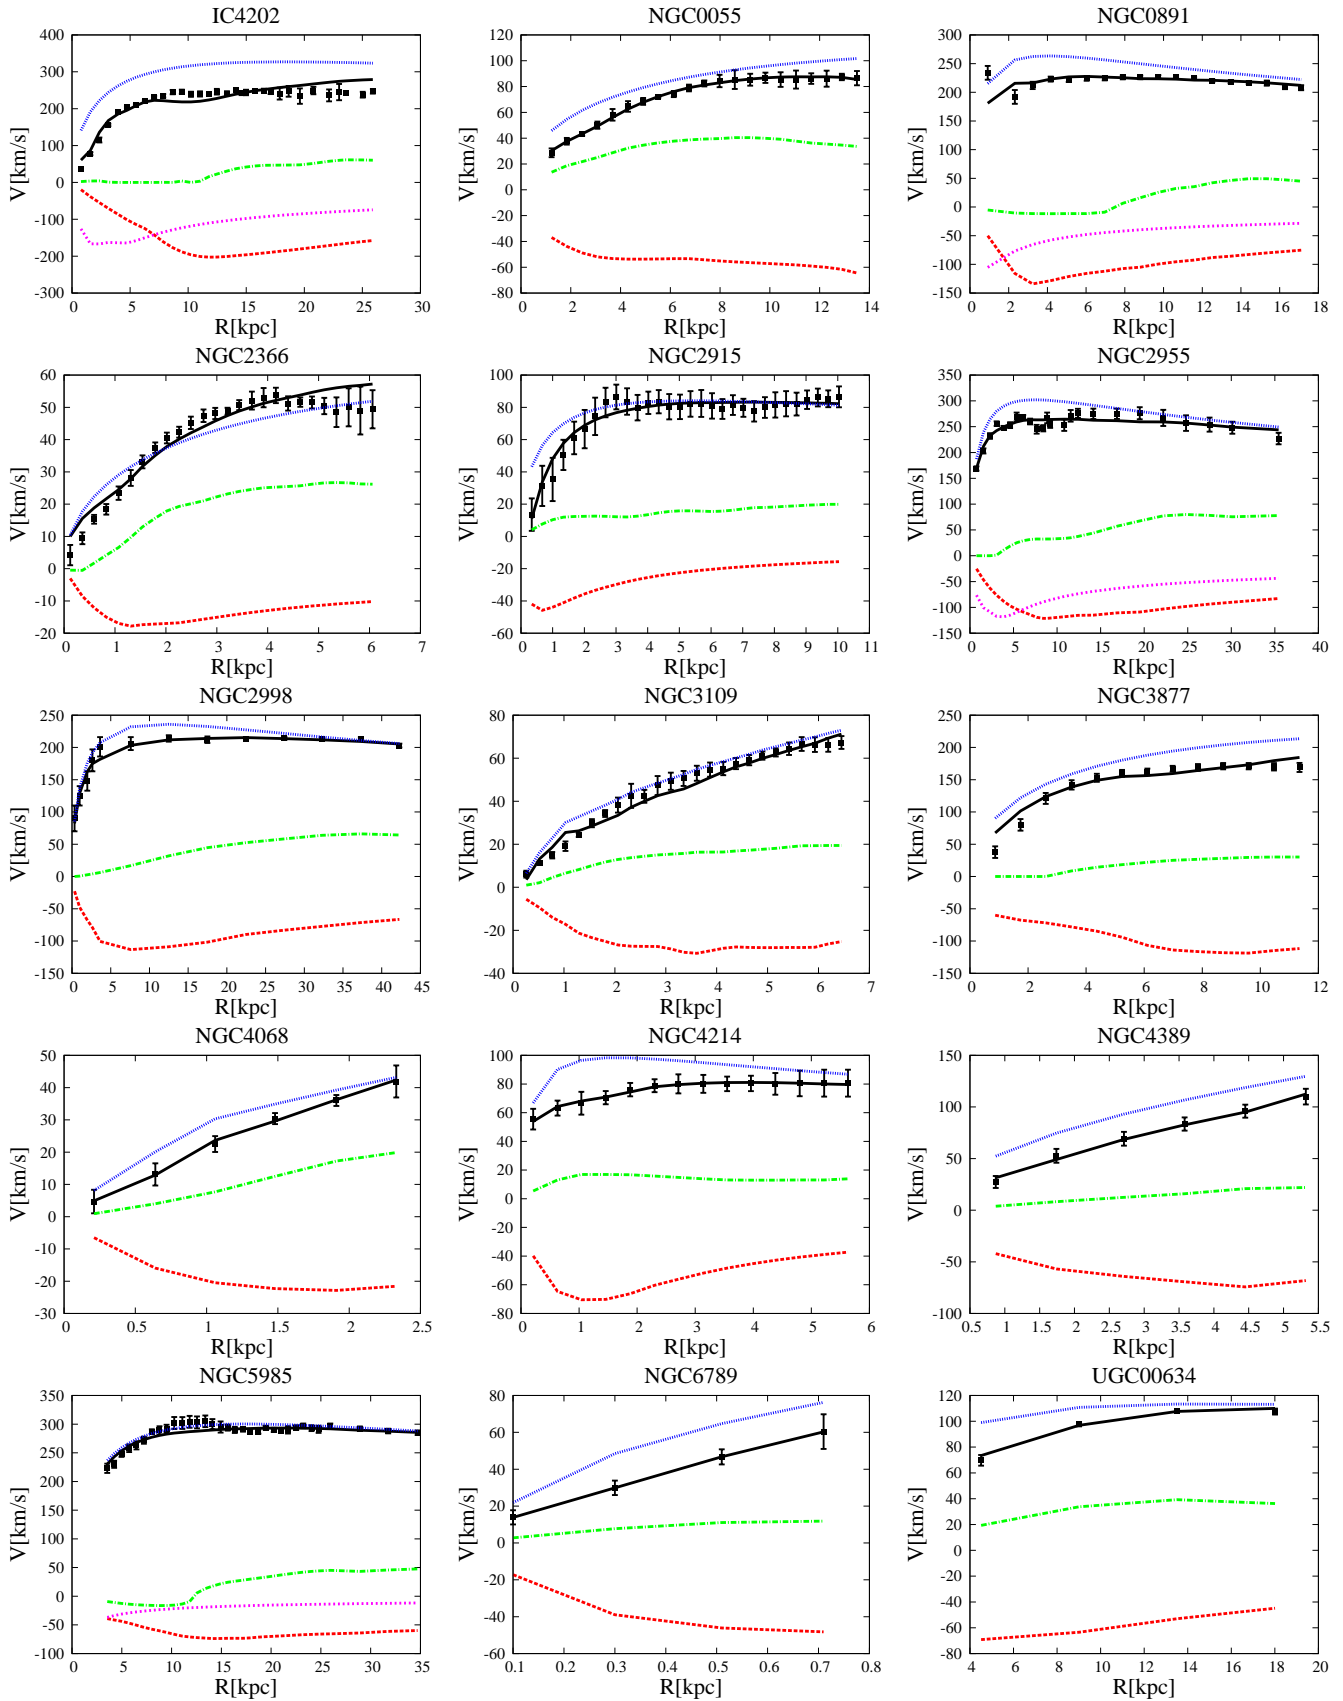 IC4202
V[km/s]
400
300
200
100
0
-100
-200
-300
0 5 10 15 20 25 30
R[kpc]
NGC0055
V[km/s]
120
100
80
60
40
20
0
-20
-40
-60
-80
0 2 4 6 8 10 12 14
R[kpc]
NGC0891
V[km/s]
300
250
200
150
100
50
0
-50
-100
-150
0 2 4 6 8 10 12 14 16 18
R[kpc]
NGC2366
V[km/s]
60
50
40
30
20
10
0
-10
-20
0 1 2 3 4 5 6 7
R[kpc]
NGC2915
V[km/s]
100
80
60
40
20
0
-20
-40
-60
0 1 2 3 4 5 6 7 8 9 10 11
R[kpc]
NGC2955
V[km/s]
350
300
250
200
150
100
50
0
-50
-100
-150
0 5 10 15 20 25 30 35 40
R[kpc]
NGC2998
V[km/s]
250
200
150
100
50
0
-50
-100
-150
0 5 10 15 20 25 30 35 40 45
R[kpc]
NGC3109
V[km/s]
80
60
40
20
0
-20
-40
0 1 2 3 4 5 6 7
R[kpc]
NGC3877
V[km/s]
250
200
150
100
50
0
-50
-100
-150
2 4 6 8 10 12
R[kpc]
NGC4068
V[km/s]
50
40
30
20
10
0
-10
-20
-30
0 0.5 1 1.5 2 2.5
R[kpc]
NGC4214
V[km/s]
100
80
60
40
20
0
-20
-40
-60
-80
0 1 2 3 4 5 6
R[kpc]
NGC4389
V[km/s]
150
100
50
0
-50
-100
0.5 1 1.5 2 2.5 3 3.5 4 4.5 5 5.5
R[kpc]
NGC5985
V[km/s]
350
300
250
200
150
100
50
0
-50
-100
0 5 10 15 20 25 30 35
R[kpc]
NGC6789
V[km/s]
80
60
40
20
0
-20
-40
-60
0.1 0.2 0.3 0.4 0.5 0.6 0.7 0.8
R[kpc]
UGC00634
V[km/s]
120
100
80
60
40
20
0
-20
-40
-60
-80
4 6 8 10 12 14 16 18 20
R[kpc]